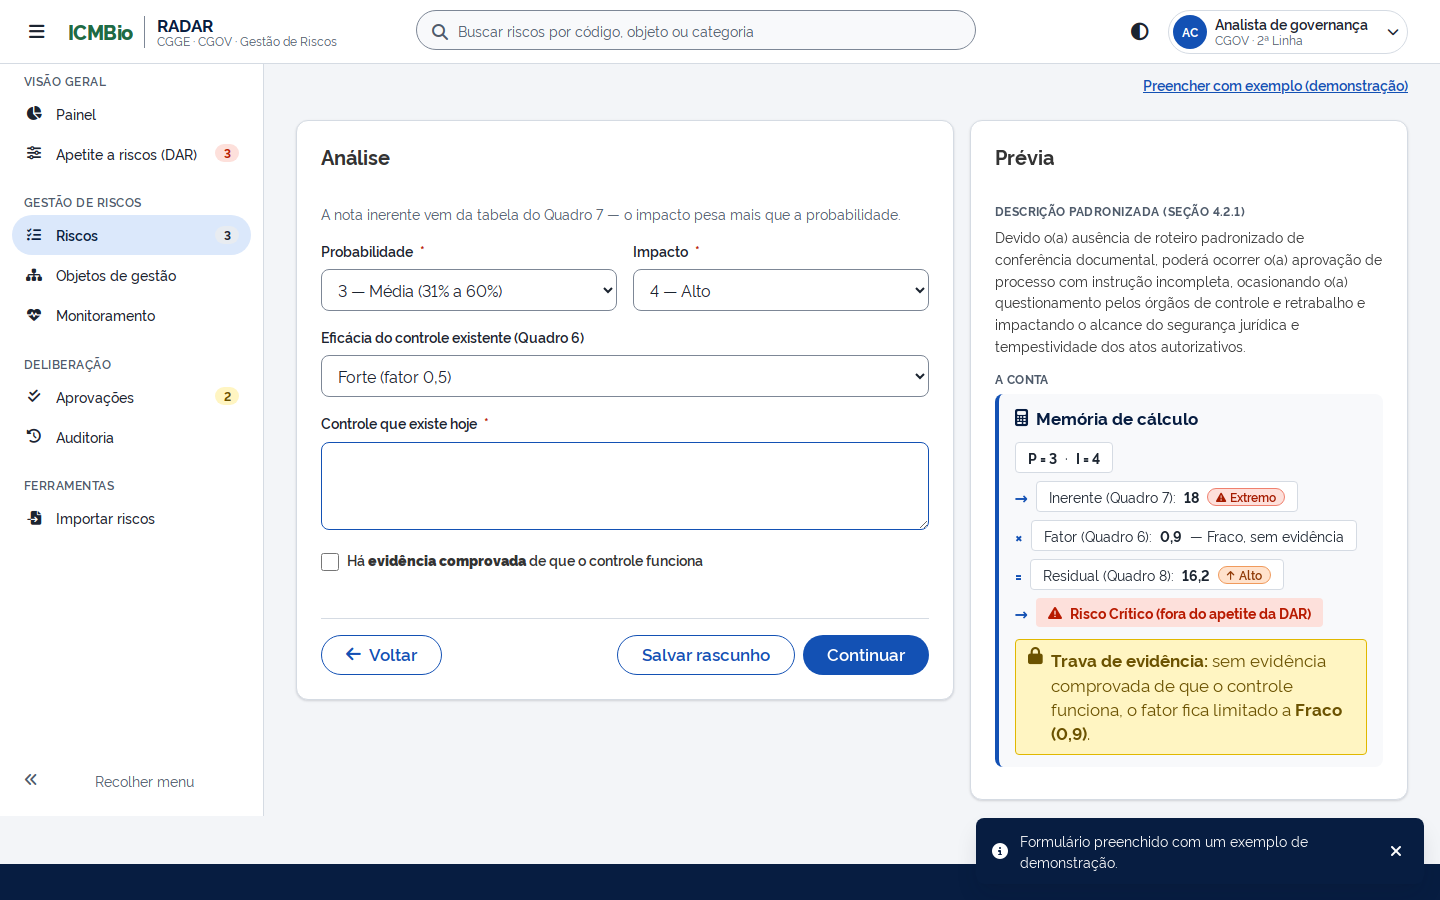 ICMBio
RADAR
CGGE · CGOV · Gestão de Riscos
Buscar riscos por código, objeto ou categoria
AC
Analista de governança
CGOV · 2ª Linha
VISÃO GERAL
Painel
Apetite a riscos (DAR) 3
GESTÃO DE RISCOS
Riscos 3
Objetos de gestão
Monitoramento
DELIBERAÇÃO
Aprovações 2
Auditoria
FERRAMENTAS
Importar riscos
Recolher menu
Preencher com exemplo (demonstração)
Análise
A nota inerente vem da tabela do Quadro 7 — o impacto pesa mais que a probabilidade.
Probabilidade * Impacto *
3 — Média (31% a 60%) 4 — Alto
Eficácia do controle existente (Quadro 6)
Forte (fator 0,5)
Controle que existe hoje *
Há evidência comprovada de que o controle funciona
Voltar Salvar rascunho Continuar
Prévia
DESCRIÇÃO PADRONIZADA (SEÇÃO 4.2.1)
Devido o(a) ausência de roteiro padronizado de
conferência documental, poderá ocorrer o(a) aprovação de
processo com instrução incompleta, ocasionando o(a)
questionamento pelos órgãos de controle e retrabalho e
impactando o alcance do segurança jurídica e
tempestividade dos atos autorizativos.
A CONTA
Memória de cálculo
P = 3 · I = 4
→ Inerente (Quadro 7): 18 Extremo
× Fator (Quadro 6): 0,9 — Fraco, sem evidência
= Residual (Quadro 8): 16,2 Alto
→ Risco Crítico (fora do apetite da DAR)
Trava de evidência: sem evidência
comprovada de que o controle
funciona, o fator fica limitado a Fraco
(0,9).
Formulário preenchido com um exemplo de
demonstração.